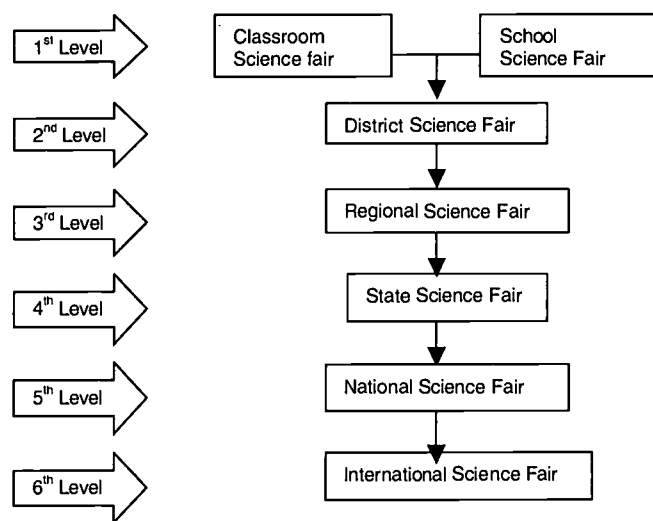 1st Level
Classroom
Science fair
School
Science Fair
2nd Level
District Science Fair
3rd Level
Regional Science Fair
4th Level
State Science Fair
5th Level
National Science Fair
6th Level
International Science Fair